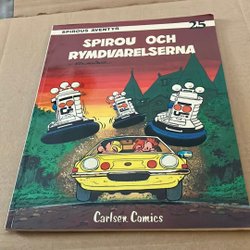 SPIROUS ÄVENTYR
25
SPIROU OCH
RYMDVARELSERNA
Carlsen Comics